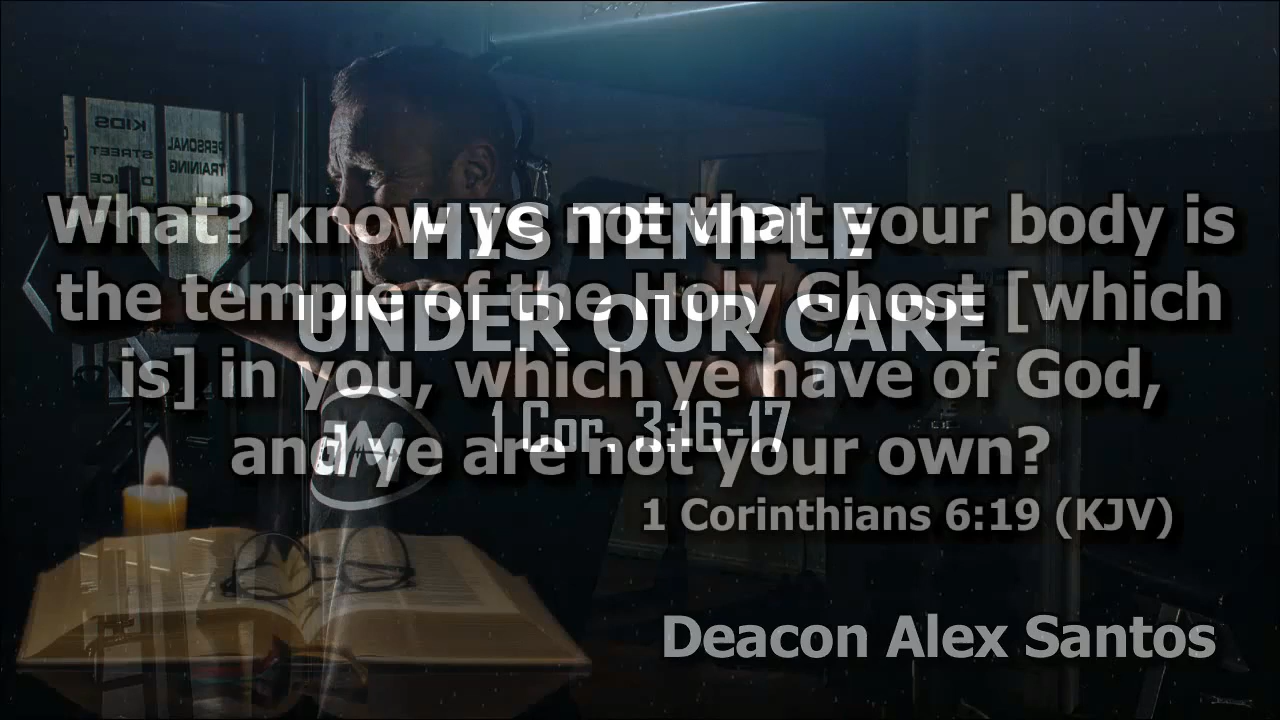 KIDS
STREET
PERSONAL
TRAINING
What? know ye not that your body is
the temple of the Holy Ghost [which
is] in you, which ye have of God,
and ye are not your own?
1 Corinthians 6:19 (KJV)
HIS TEMPLE
UNDER OUR CARE
1 Cor. 3:16-17
Deacon Alex Santos